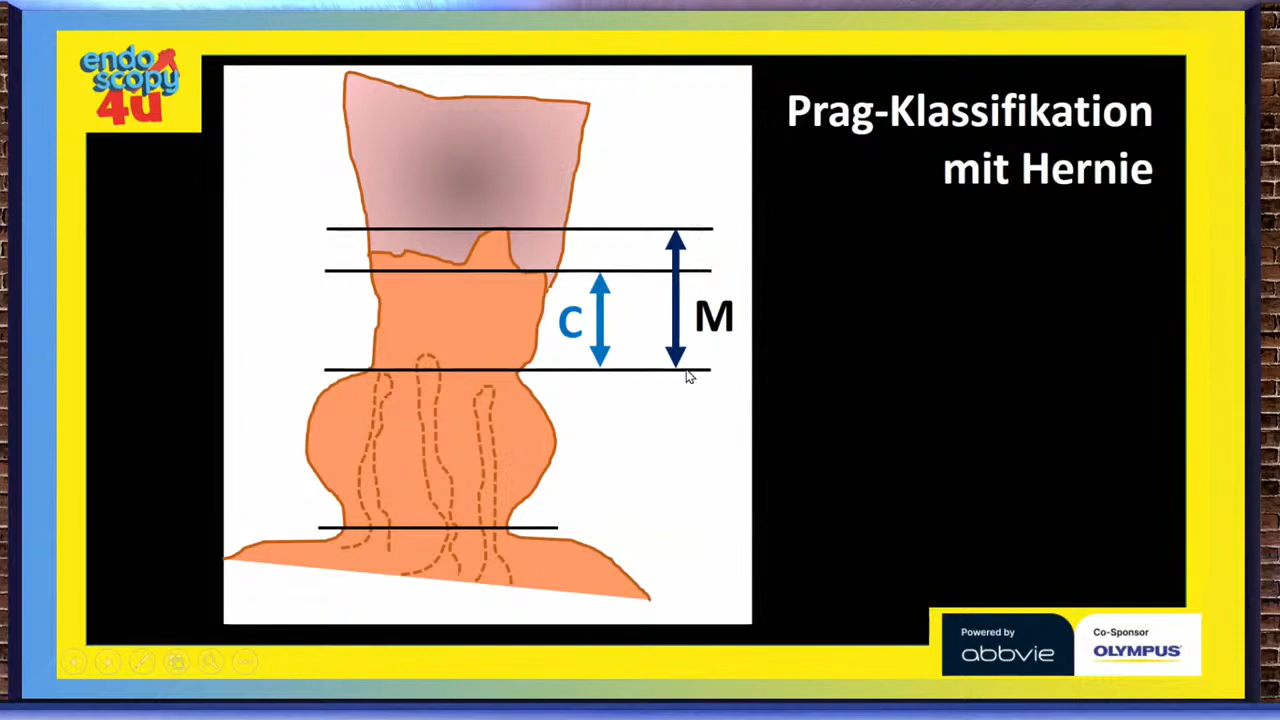 endo
scopy
4u
Prag-Klassifikation
mit Hernie
C
M
Powered by
abbvie
Co-Sponsor
OLYMPUS